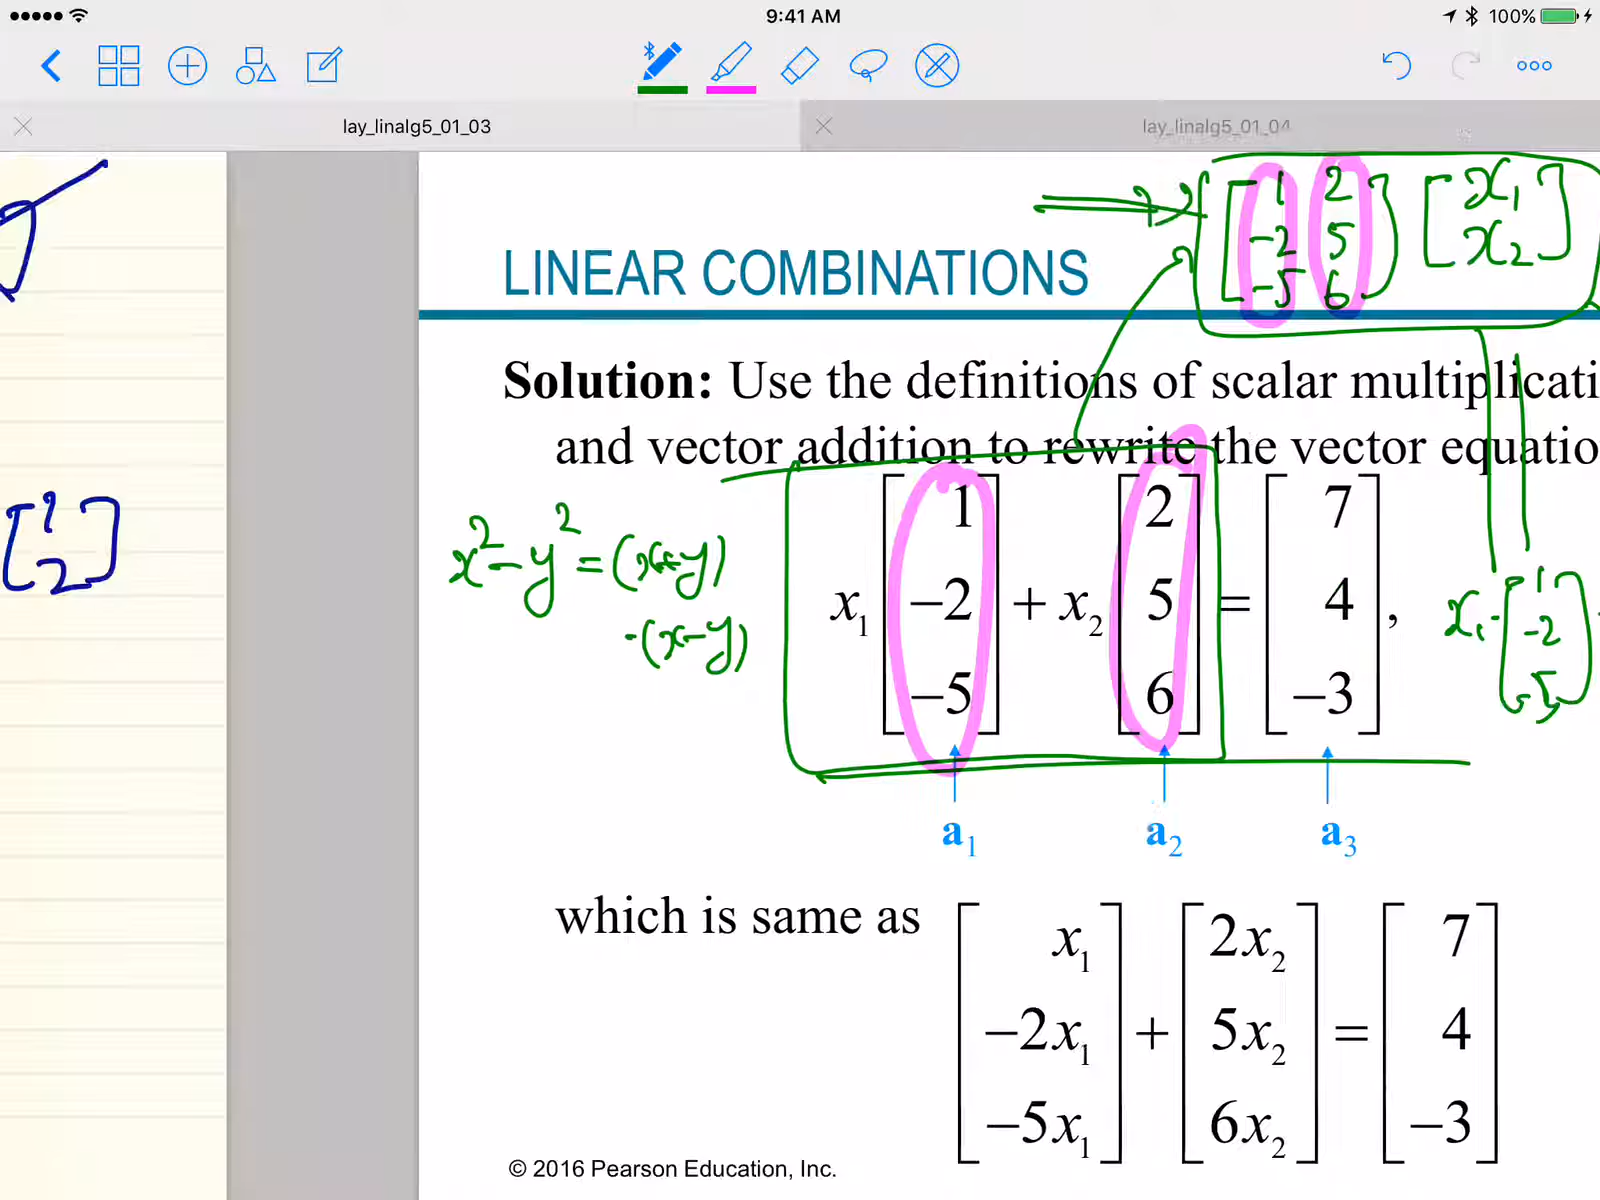 9:41 AM
100%
lay_linalg5_01_03
lay_linalg5_01_04
[1 2] [x₁]
[-2 5] [x₂]
[-5 6]
LINEAR COMBINATIONS
Solution: Use the definitions of scalar multiplicati
and vector addition to rewrite the vector equatio
[1]
[2]
x² - y² = (x+y)
·(x-y)
x₁ [1 -2 -5] + x₂ [2 5 6] = [7 4 -3],
x₁· [1 -2 -5]
a₁ a₂ a₃
which is same as
[x₁ -2x₁ -5x₁] + [2x₂ 5x₂ 6x₂] = [7 4 -3]
© 2016 Pearson Education, Inc.